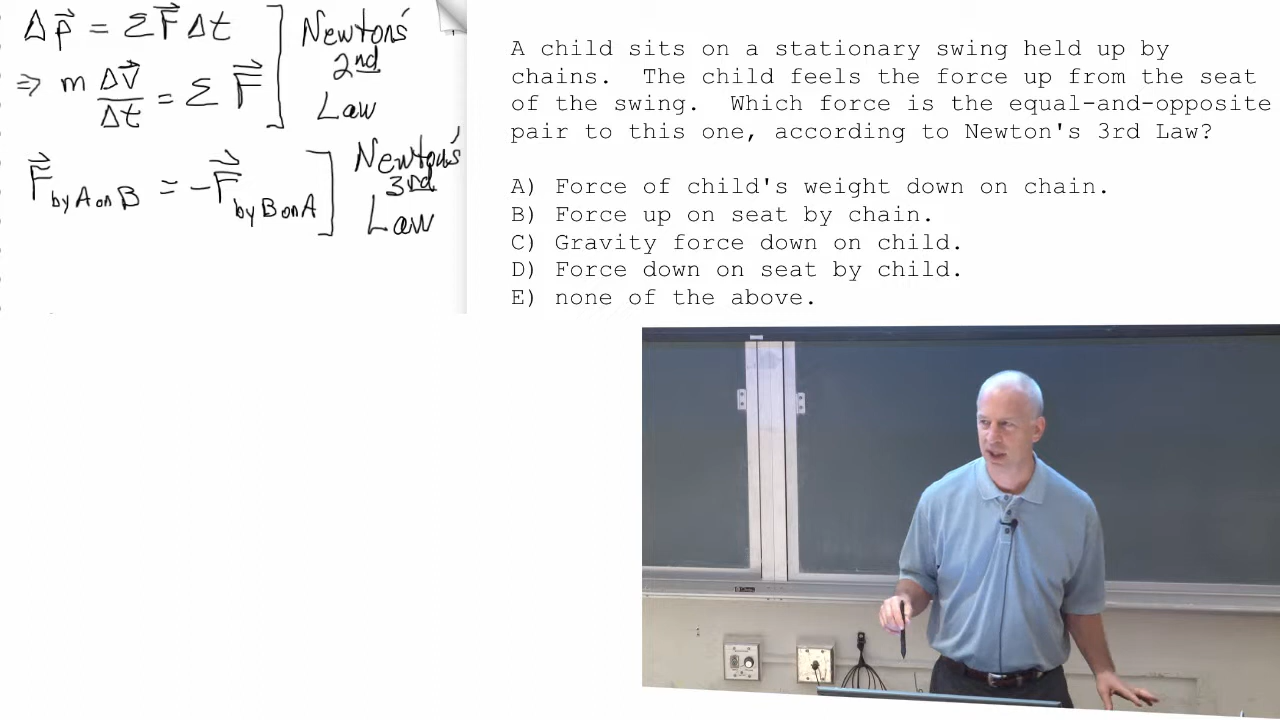 Δp⃗ = ΣF⃗ Δt
⇒ m Δv⃗/Δt = Σ F⃗
Newtons'
2nd
Law
F⃗ by A on B = -F⃗ by B on A
Newtons'
3rd
Law
A child sits on a stationary swing held up by
chains. The child feels the force up from the seat
of the swing. Which force is the equal-and-opposite
pair to this one, according to Newton's 3rd Law?
A) Force of child's weight down on chain.
B) Force up on seat by chain.
C) Gravity force down on child.
D) Force down on seat by child.
E) none of the above.